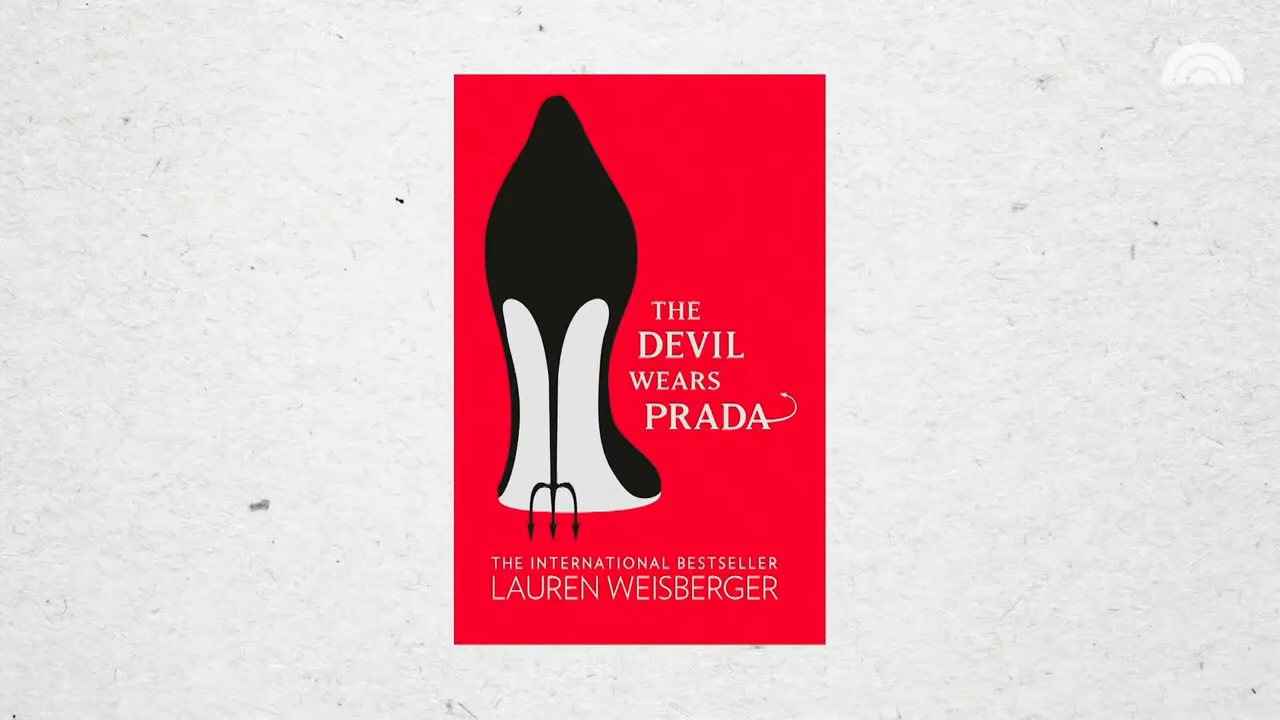 THE
DEVIL
WEARS
PRADA
THE INTERNATIONAL BESTSELLER
LAUREN WEISBERGER